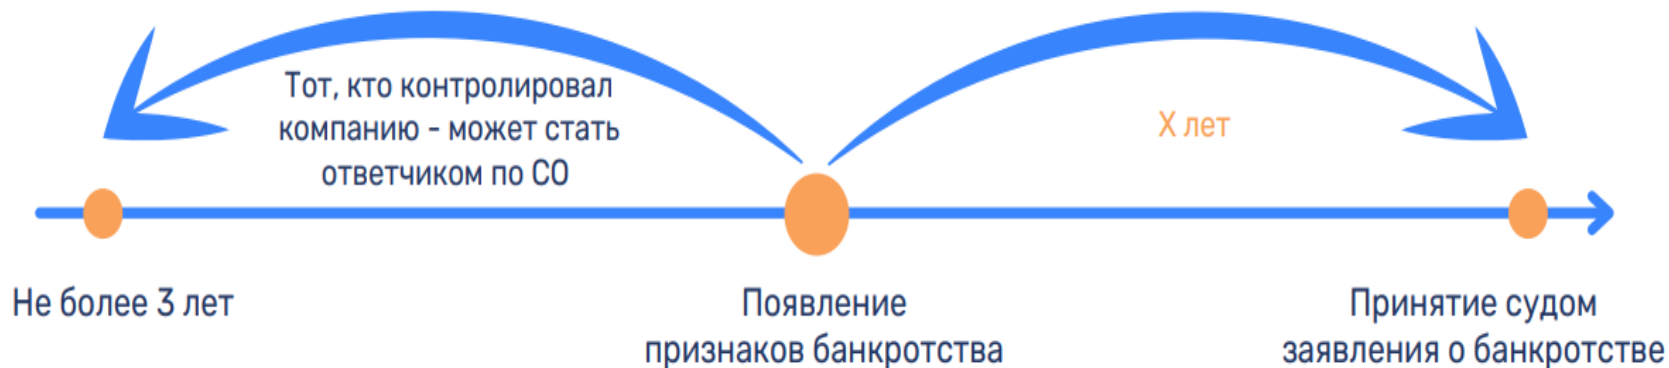 Тот, кто контролировал
компанию - может стать
ответчиком по СО
X лет
Не более 3 лет
Появление
признаков банкротства
Принятие судом
заявления о банкротстве